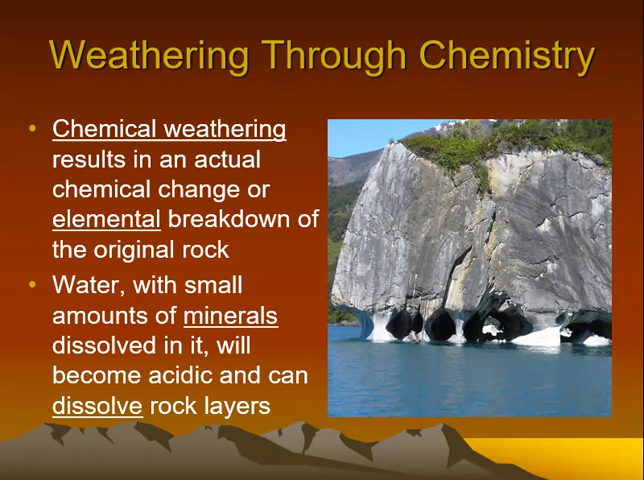 Weathering Through Chemistry
• Chemical weathering
results in an actual
chemical change or
elemental breakdown of
the original rock
• Water, with small
amounts of minerals
dissolved in it, will
become acidic and can
dissolve rock layers